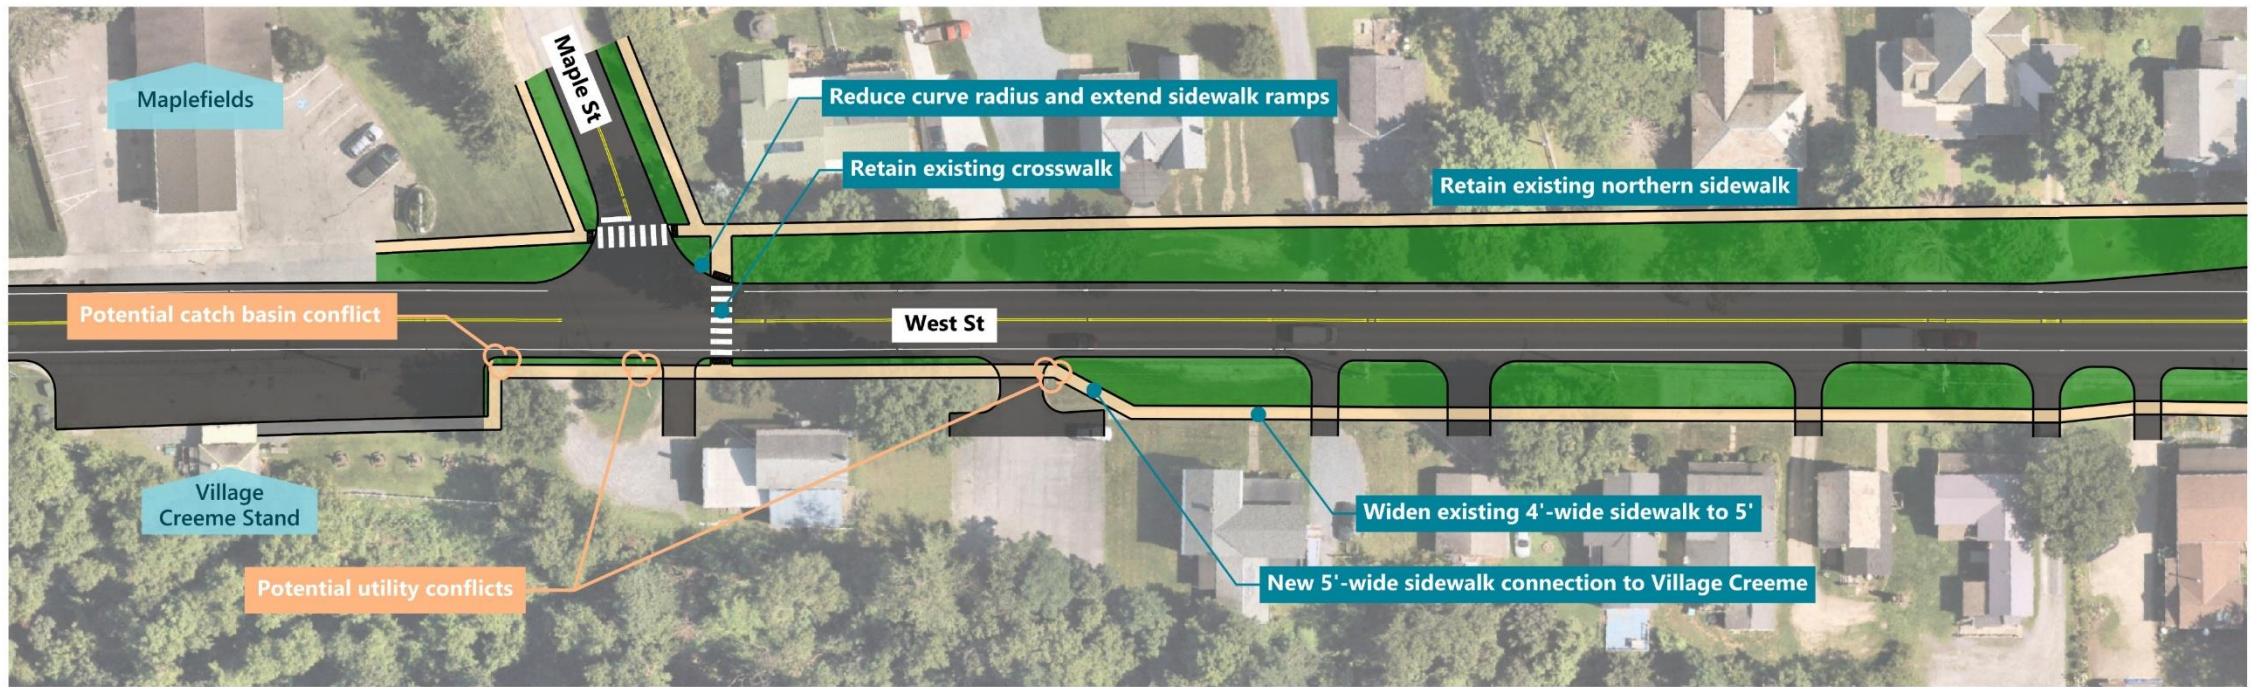 Maple St
Maplefields
Reduce curve radius and extend sidewalk ramps
Retain existing crosswalk
Retain existing northern sidewalk
Potential catch basin conflict
West St
Village
Creeme Stand
Widen existing 4'-wide sidewalk to 5'
Potential utility conflicts
New 5'-wide sidewalk connection to Village Creeme